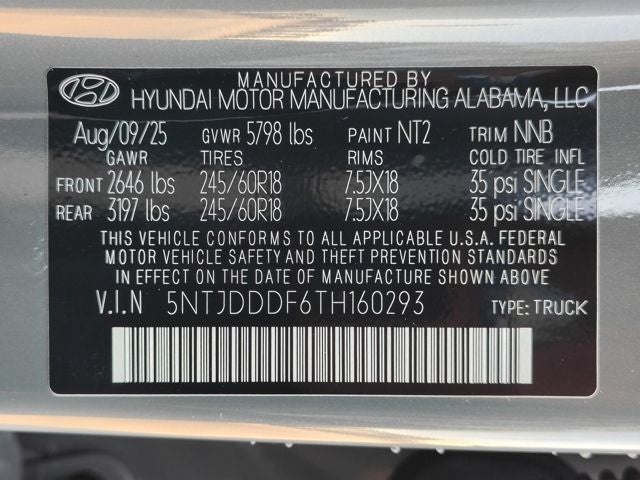 MANUFACTURED BY
HYUNDAI MOTOR MANUFACTURING ALABAMA, LLC
Aug/09/25 GVWR 5798 lbs PAINT NT2 TRIM NNB
GAWR TIRES RIMS COLD TIRE INFL
FRONT 2646 lbs 245/60R18 7.5JX18 35 psi SINGLE
REAR 3197 lbs 245/60R18 7.5JX18 35 psi SINGLE
THIS VEHICLE CONFORMS TO ALL APPLICABLE U.S.A. FEDERAL
MOTOR VEHICLE SAFETY AND THEFT PREVENTION STANDARDS
IN EFFECT ON THE DATE OF MANUFACTURE SHOWN ABOVE
V.I.N 5NTJDDDF6TH160293 TYPE: TRUCK